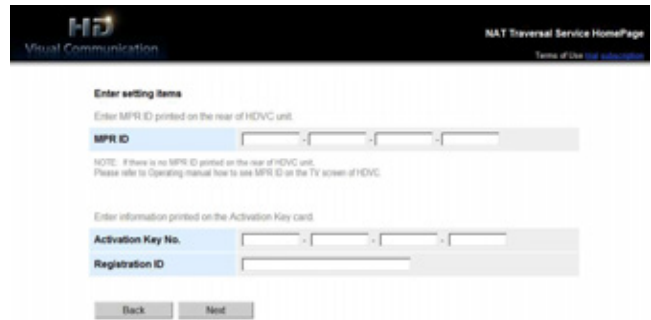 HD
Visual Communication
NAT Traversal Service HomePage
Terms of Use trial subscription
Enter setting items
Enter MPR ID printed on the rear of HDVC unit.
MPR ID - - -
NOTE: If there is no MPR ID printed on the rear of HDVC unit.
Please refer to Operating manual how to see MPR ID on the TV screen of HDVC.
Enter information printed on the Activation Key card.
Activation Key No. - - -
Registration ID
Back Next